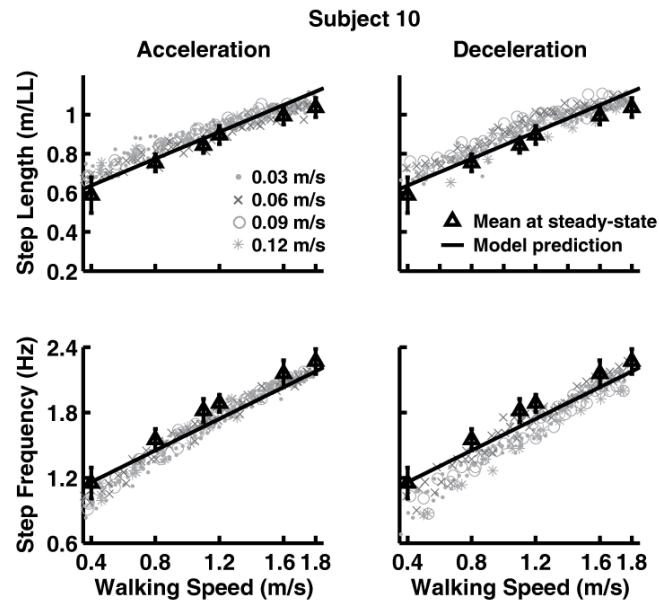 Subject 10
Acceleration
Deceleration
Step Length (m/LL)
1
0.8
0.6
0.4
0.2
0.03 m/s
0.06 m/s
0.09 m/s
0.12 m/s
Mean at steady-state
Model prediction
Step Frequency (Hz)
2.4
1.8
1.2
0.6
0.4 0.8 1.2 1.6 1.8
0.4 0.8 1.2 1.6 1.8
Walking Speed (m/s)
Walking Speed (m/s)